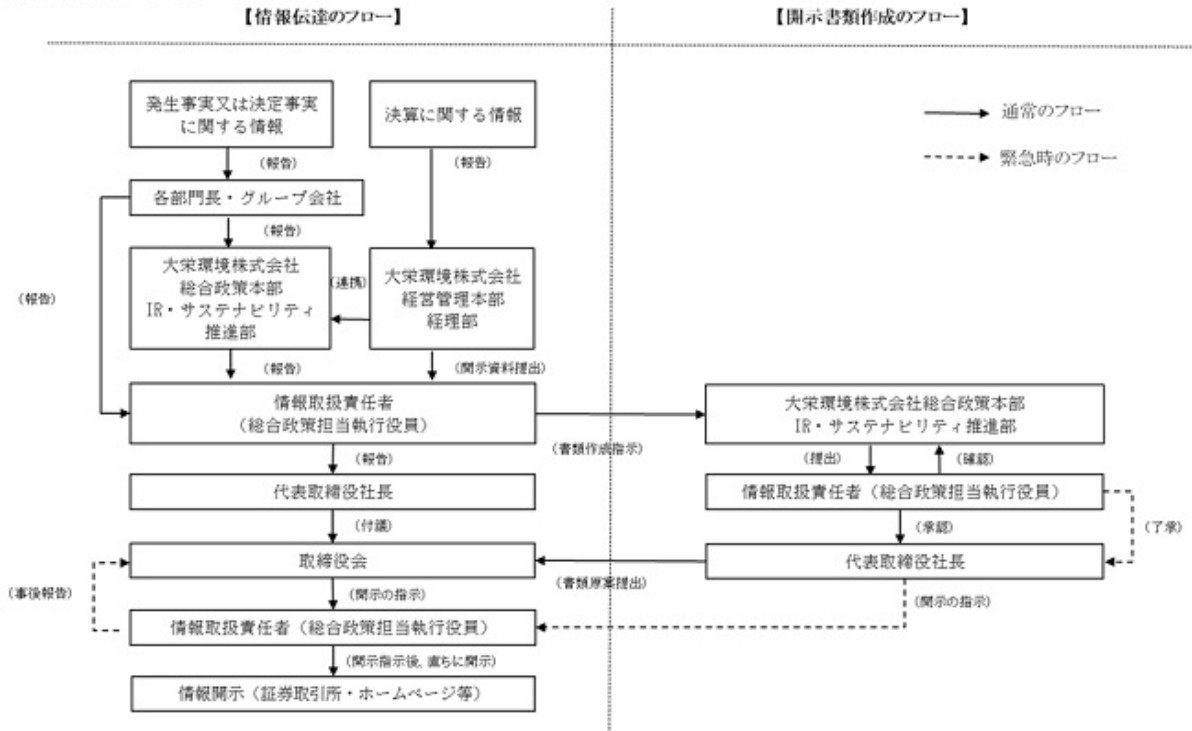 【情報伝達のフロー】
【開示書類作成のフロー】
発生事実又は決定事実
に関する情報
決算に関する情報
通常のフロー
緊急時のフロー
(報告)
(報告)
各部門長・グループ会社
(報告)
大栄環境株式会社
総合政策本部
IR・サステナビリティ
推進部
(連携)
大栄環境株式会社
経営管理本部
経理部
(報告)
(報告)
(開示資料提出)
情報取扱責任者
(総合政策担当執行役員)
大栄環境株式会社総合政策本部
IR・サステナビリティ推進部
(書類作成指示)
(報告)
(提出)
(確認)
代表取締役社長
情報取扱責任者(総合政策担当執行役員)
(付議)
(承認)
(了承)
取締役会
代表取締役社長
(書類原案提出)
(事後報告)
(開示の指示)
(開示の指示)
情報取扱責任者(総合政策担当執行役員)
(開示指示後、直ちに開示)
情報開示(証券取引所・ホームページ等)